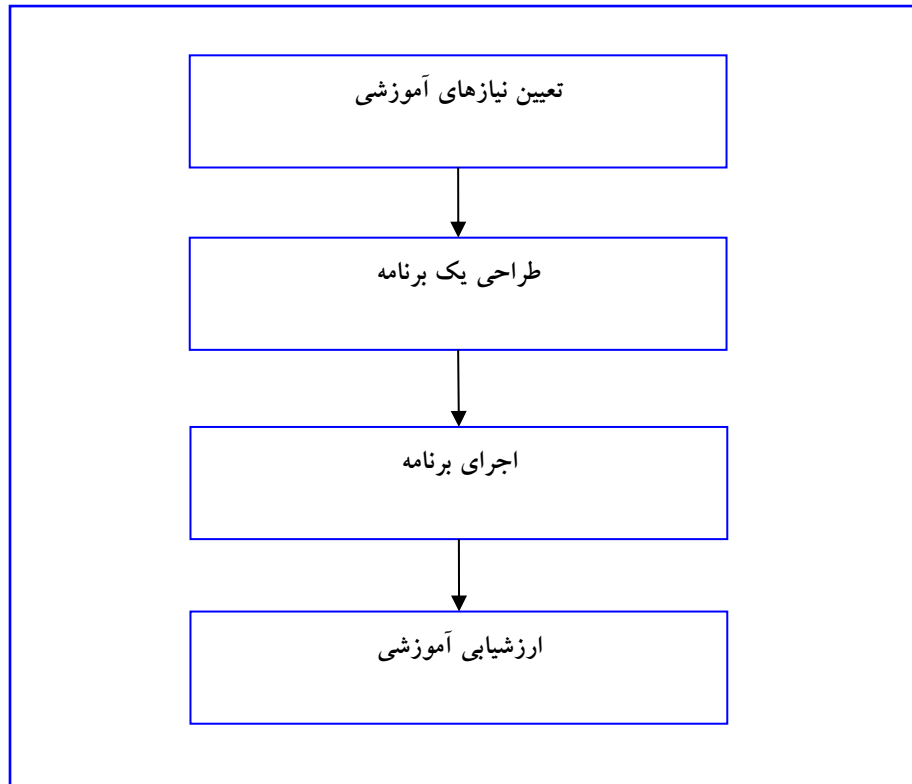 تعیین نیازهای آموزشی
طراحی یک برنامه
اجرای برنامه
ارزشیابی آموزشی